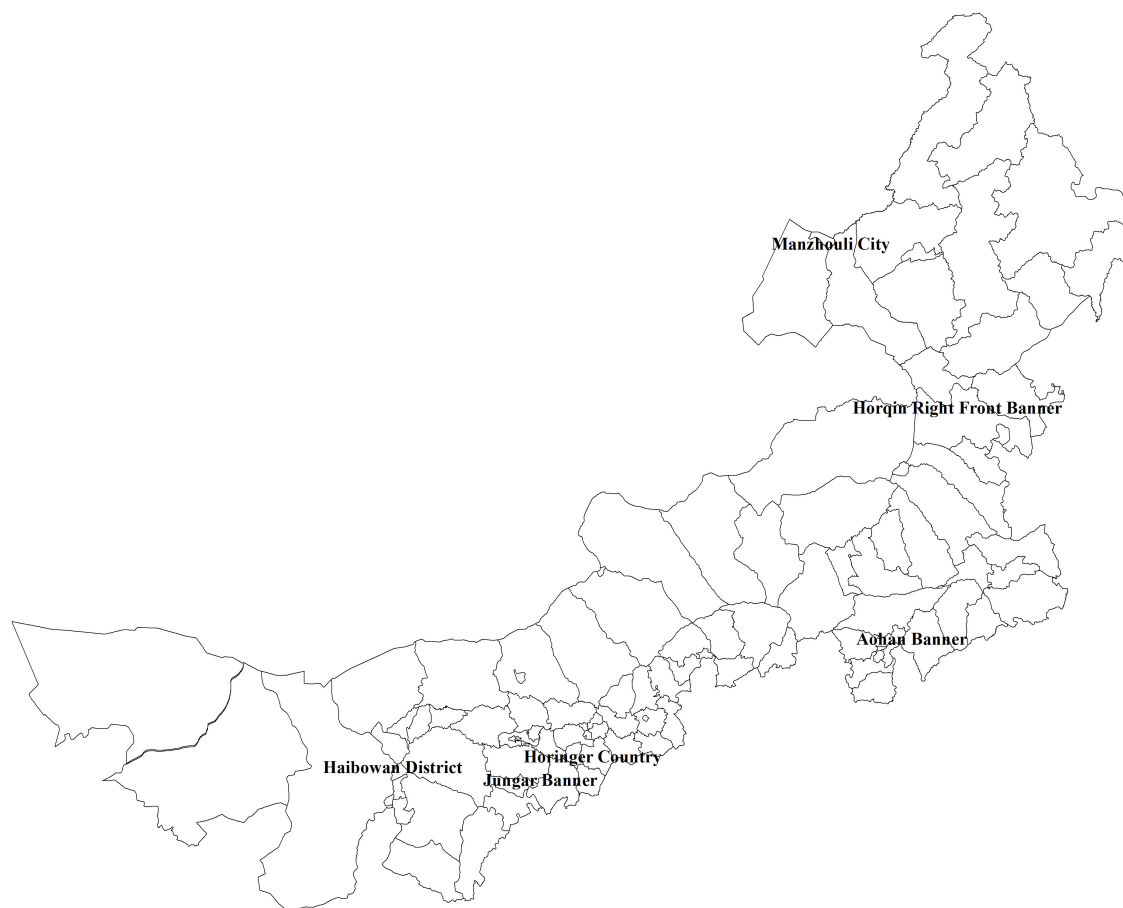 Manzhouli City
Horqin Right Front Banner
Aohan Banner
Horinger Country
Haibowan District
Jungar Banner